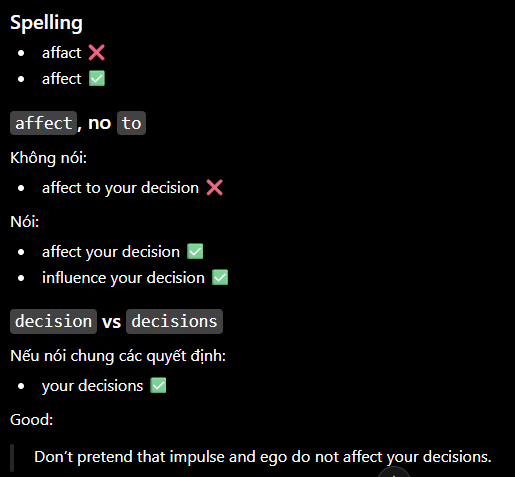 Spelling
• affact ❌
• affect ✅
affect, no to
Không nói:
• affect to your decision ❌
Nói:
• affect your decision ✅
• influence your decision ✅
decision vs decisions
Nếu nói chung các quyết định:
• your decisions ✅
Good:
Don’t pretend that impulse and ego do not affect your decisions.